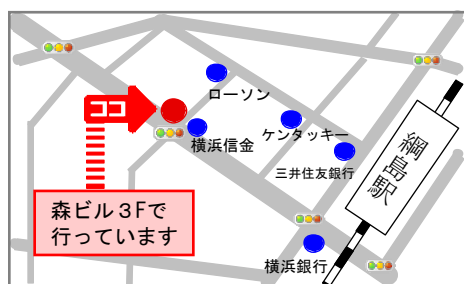 ココ
ローソン
横浜信金
ケンタッキー
三井住友銀行
綱島駅
森ビル３Fで
行っています
横浜銀行